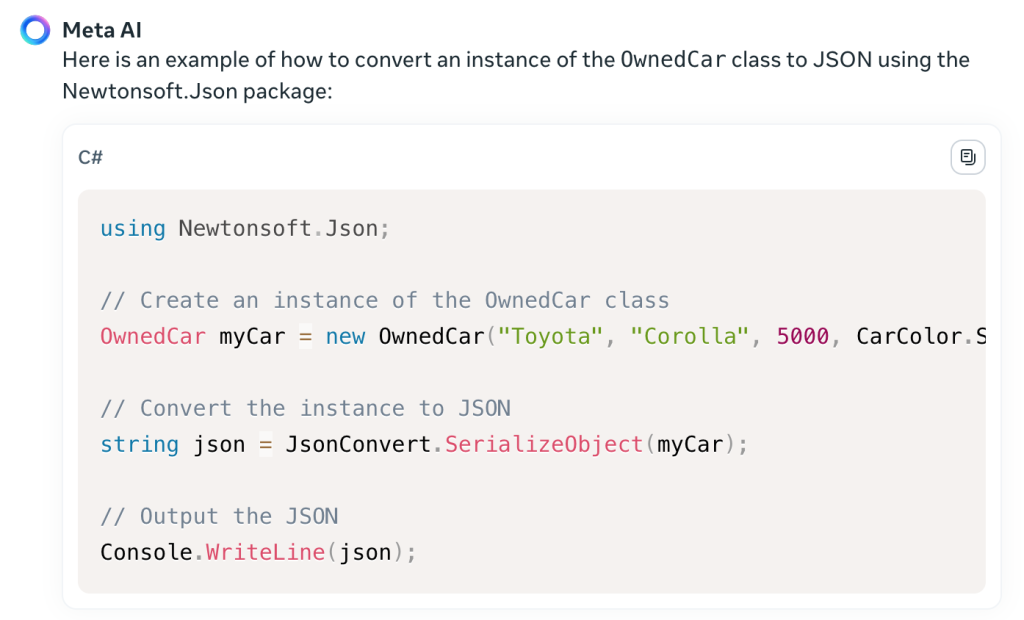 Meta AI
Here is an example of how to convert an instance of the OwnedCar class to JSON using the
Newtonsoft.Json package:
C#
using Newtonsoft.Json;
// Create an instance of the OwnedCar class
OwnedCar myCar = new OwnedCar("Toyota", "Corolla", 5000, CarColor.S
// Convert the instance to JSON
string json = JsonConvert.SerializeObject(myCar);
// Output the JSON
Console.WriteLine(json);